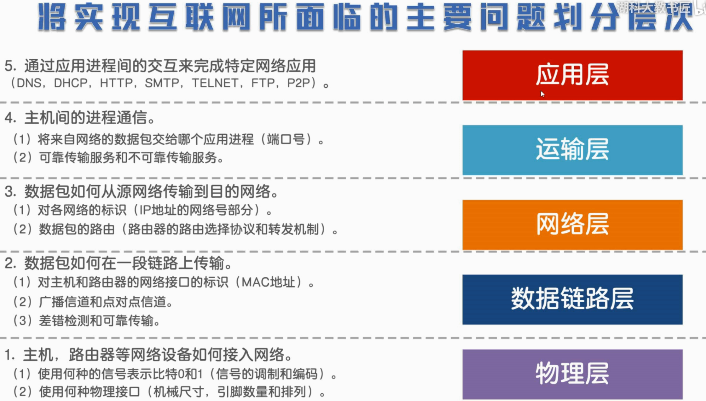 将实现互联网所面临的主要问题划分层次
5. 通过应用进程间的交互来完成特定网络应用
(DNS, DHCP, HTTP, SMTP, TELNET, FTP, P2P)。
应用层
4. 主机间的进程通信。
(1) 将来自网络的数据包交给哪个应用进程(端口号)。
(2) 可靠传输服务和不可靠传输服务。
运输层
3. 数据包如何从源网络传输到目的网络。
(1) 对各网络的标识(IP地址的网络号部分)。
(2) 数据包的路由(路由器的路由选择协议和转发机制)。
网络层
2. 数据包如何在一段链路上传输。
(1) 对主机和路由器的网络接口的标识(MAC地址)。
(2) 广播信道和点对点信道。
(3) 差错检测和可靠传输。
数据链路层
1. 主机，路由器等网络设备如何接入网络。
(1) 使用何种的信号表示比特0和1(信号的调制和编码)。
(2) 使用何种物理接口(机械尺寸，引脚数量和排列)。
物理层